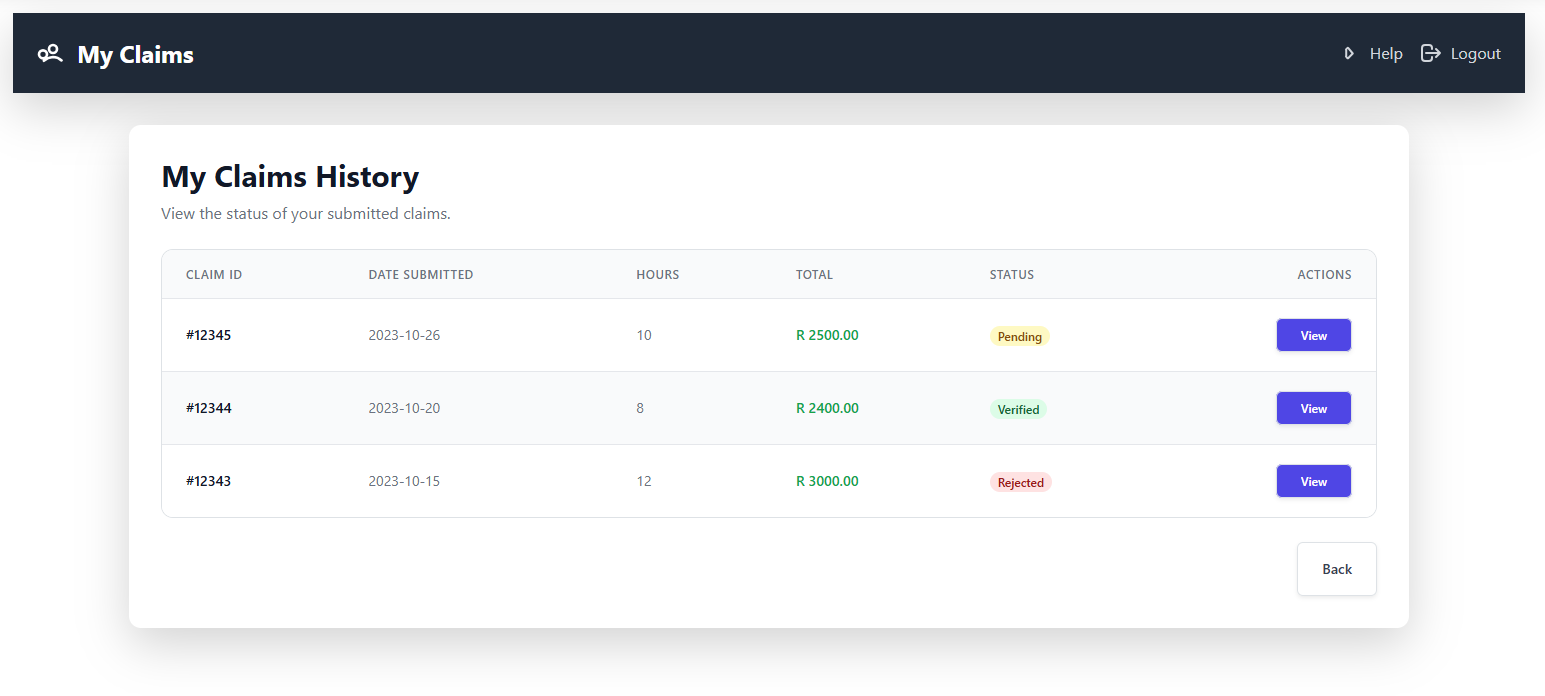 My Claims
Help Logout
My Claims History
View the status of your submitted claims.
CLAIM ID DATE SUBMITTED HOURS TOTAL STATUS ACTIONS
#12345 2023-10-26 10 R 2500.00 Pending View
#12344 2023-10-20 8 R 2400.00 Verified View
#12343 2023-10-15 12 R 3000.00 Rejected View
Back